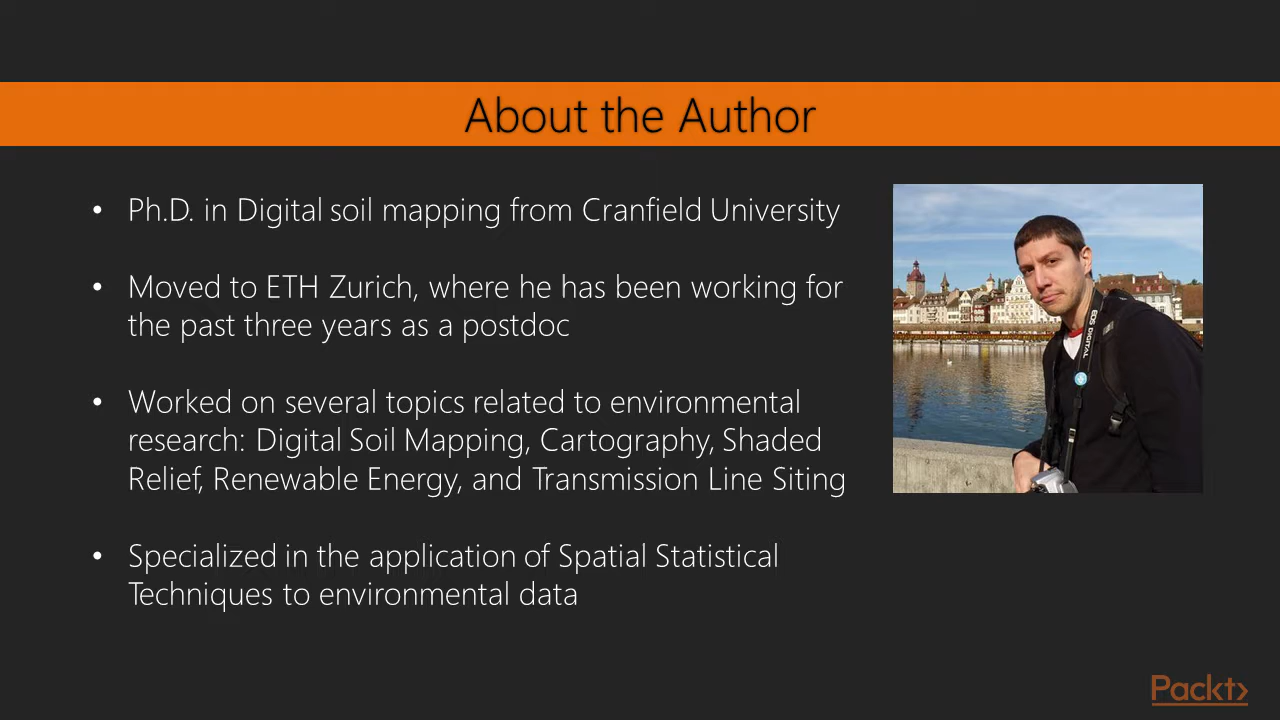 About the Author
• Ph.D. in Digital soil mapping from Cranfield University
• Moved to ETH Zurich, where he has been working for
the past three years as a postdoc
• Worked on several topics related to environmental
research: Digital Soil Mapping, Cartography, Shaded
Relief, Renewable Energy, and Transmission Line Siting
• Specialized in the application of Spatial Statistical
Techniques to environmental data
EOS DIGITAL
Packt>